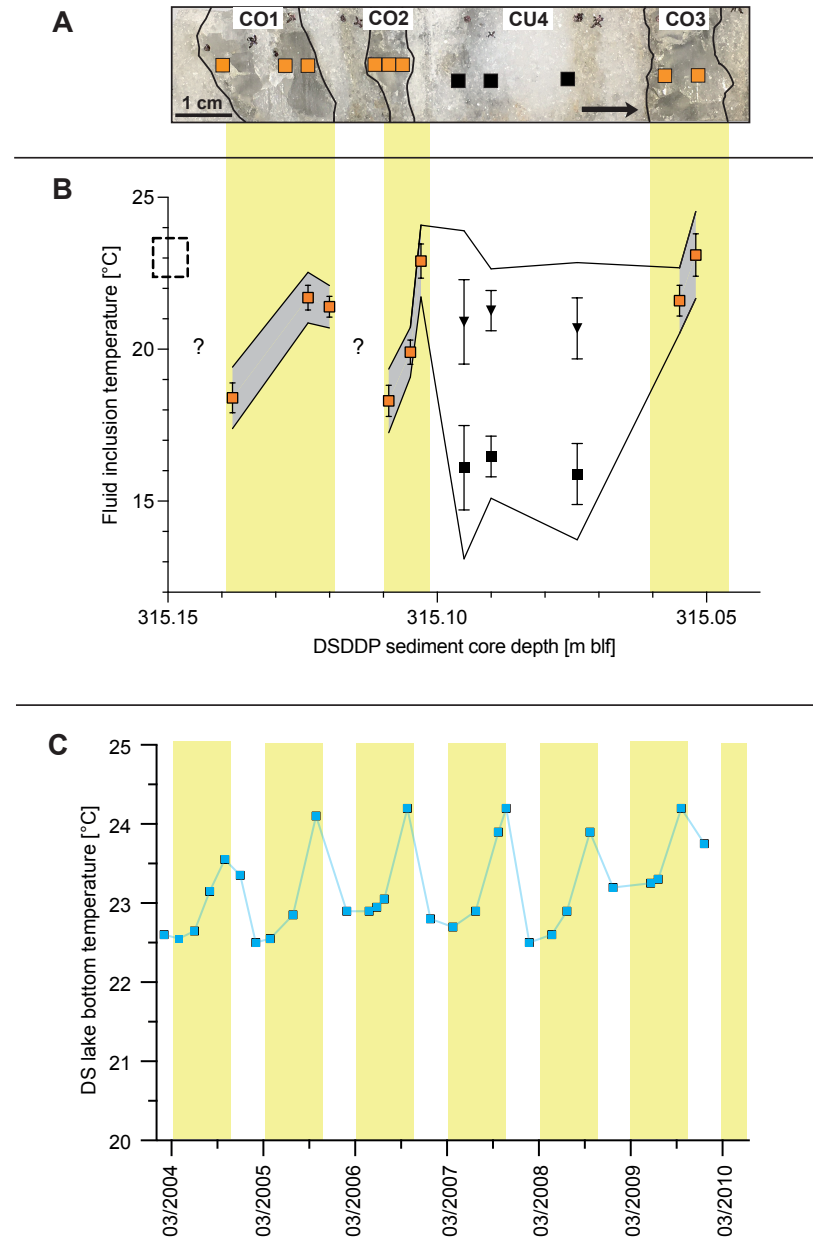 A
CO1 CO2 CU4 CO3
1 cm
B
Fluid inclusion temperature [°C]
25
20
15
? ?
315.15 315.10 315.05
DSDDP sediment core depth [m blf]
C
DS lake bottom temperature [°C]
25
24
23
22
21
20
03/2004 03/2005 03/2006 03/2007 03/2008 03/2009 03/2010